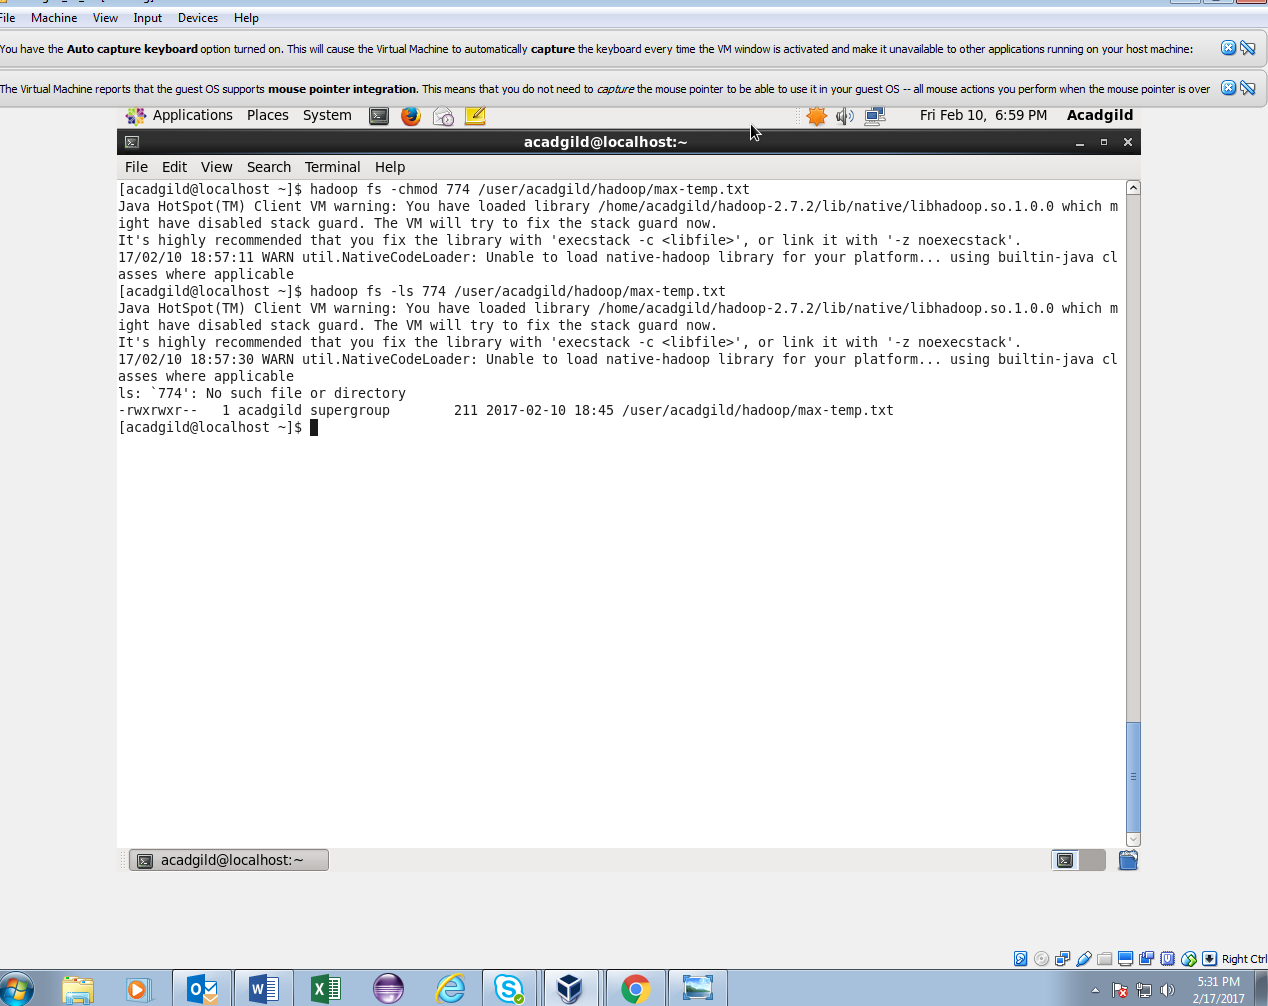 File Machine View Input Devices Help
You have the Auto capture keyboard option turned on. This will cause the Virtual Machine to automatically capture the keyboard every time the VM window is activated and make it unavailable to other applications running on your host machine:
The Virtual Machine reports that the guest OS supports mouse pointer integration. This means that you do not need to capture the mouse pointer to be able to use it in your guest OS -- all mouse actions you perform when the mouse pointer is over
Applications Places System Fri Feb 10, 6:59 PM Acadgild
acadgild@localhost:~
File Edit View Search Terminal Help
[acadgild@localhost ~]$ hadoop fs -chmod 774 /user/acadgild/hadoop/max-temp.txt
Java HotSpot(TM) Client VM warning: You have loaded library /home/acadgild/hadoop-2.7.2/lib/native/libhadoop.so.1.0.0 which m
ight have disabled stack guard. The VM will try to fix the stack guard now.
It's highly recommended that you fix the library with 'execstack -c <libfile>', or link it with '-z noexecstack'.
17/02/10 18:57:11 WARN util.NativeCodeLoader: Unable to load native-hadoop library for your platform... using builtin-java cl
asses where applicable
[acadgild@localhost ~]$ hadoop fs -ls 774 /user/acadgild/hadoop/max-temp.txt
Java HotSpot(TM) Client VM warning: You have loaded library /home/acadgild/hadoop-2.7.2/lib/native/libhadoop.so.1.0.0 which m
ight have disabled stack guard. The VM will try to fix the stack guard now.
It's highly recommended that you fix the library with 'execstack -c <libfile>', or link it with '-z noexecstack'.
17/02/10 18:57:30 WARN util.NativeCodeLoader: Unable to load native-hadoop library for your platform... using builtin-java cl
asses where applicable
ls: `774': No such file or directory
-rwxrwxr--   1 acadgild supergroup        211 2017-02-10 18:45 /user/acadgild/hadoop/max-temp.txt
[acadgild@localhost ~]$
acadgild@localhost:~
Right Ctrl
5:31 PM
2/17/2017